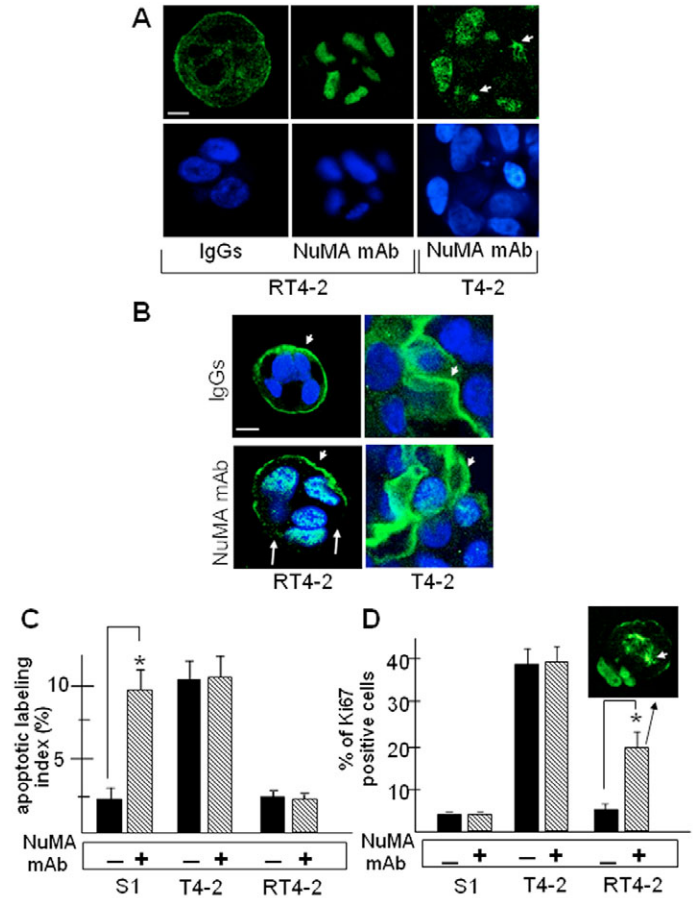 A
IgGs NuMA mAb NuMA mAb
RT4-2 T4-2
B
IgGs
NuMA mAb
RT4-2 T4-2
C
apoptotic labeling
index (%)
10
5
*
NuMA
mAb
– + – + – +
S1 T4-2 RT4-2
D
% of Ki67
positive cells
40
30
20
10
*
NuMA
mAb
– + – + – +
S1 T4-2 RT4-2